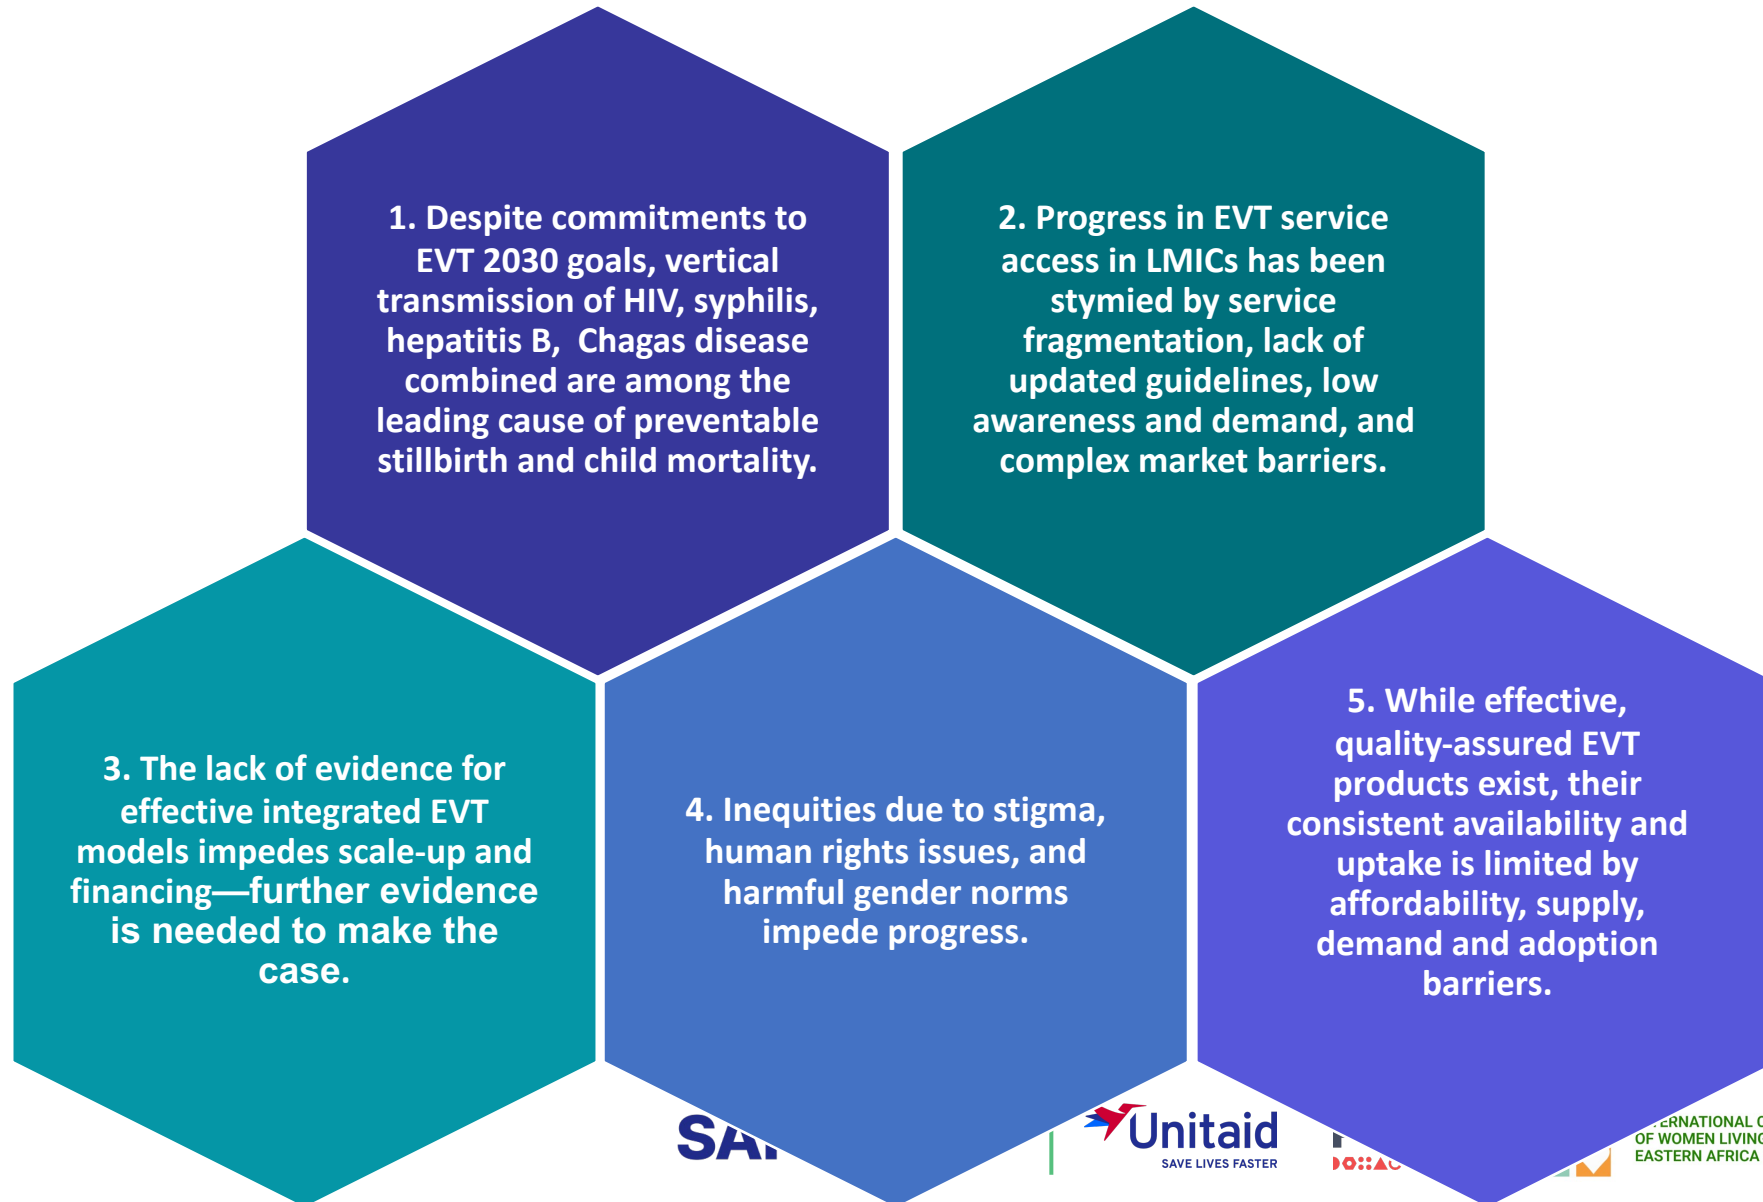 1. Despite commitments to
EVT 2030 goals, vertical
transmission of HIV, syphilis,
hepatitis B,  Chagas disease
combined are among the
leading cause of preventable
stillbirth and child mortality.
2. Progress in EVT service
access in LMICs has been
stymied by service
fragmentation, lack of
updated guidelines, low
awareness and demand, and
complex market barriers.
3. The lack of evidence for
effective integrated EVT
models impedes scale-up and
financing—further evidence
is needed to make the
case.
4. Inequities due to stigma,
human rights issues, and
harmful gender norms
impede progress.
5. While effective,
quality-assured EVT
products exist, their
consistent availability and
uptake is limited by
affordability, supply,
demand and adoption
barriers.
Unitaid
SAVE LIVES FASTER
OF WOMEN LIVING
EASTERN AFRICA